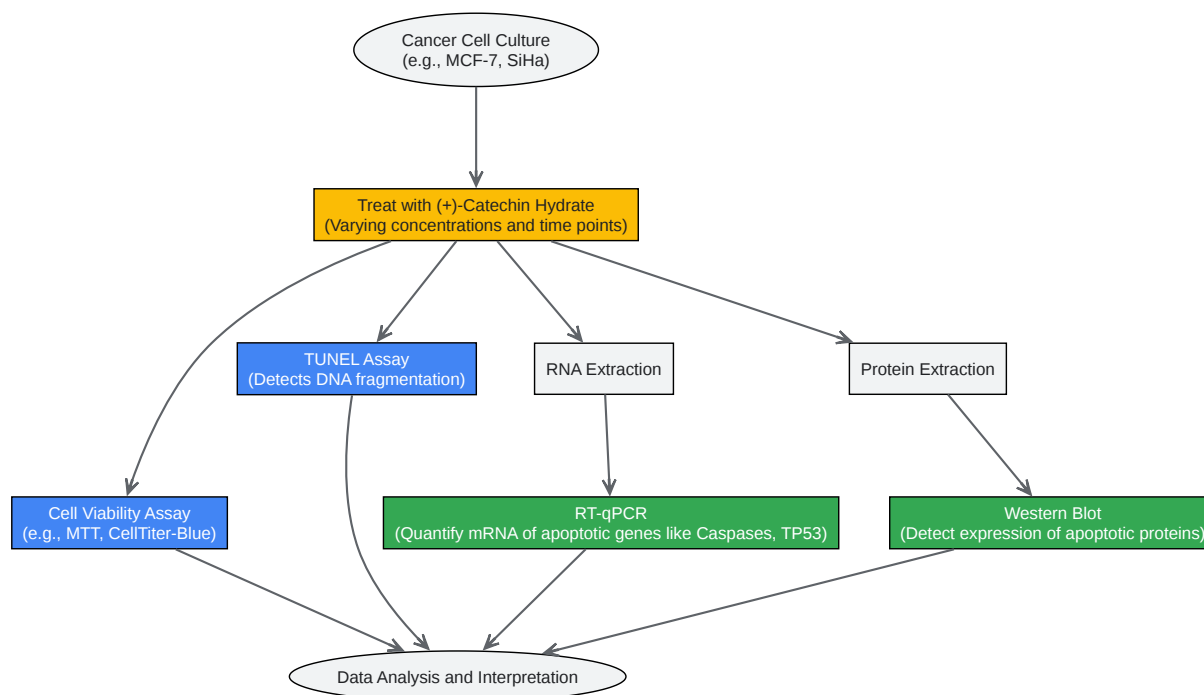 Cancer Cell Culture
(e.g., MCF-7, SiHa)
Treat with (+)-Catechin Hydrate
(Varying concentrations and time points)
TUNEL Assay
(Detects DNA fragmentation)
RNA Extraction
Protein Extraction
Cell Viability Assay
(e.g., MTT, CellTiter-Blue)
RT-qPCR
(Quantify mRNA of apoptotic genes like Caspases, TP53)
Western Blot
(Detect expression of apoptotic proteins)
Data Analysis and Interpretation